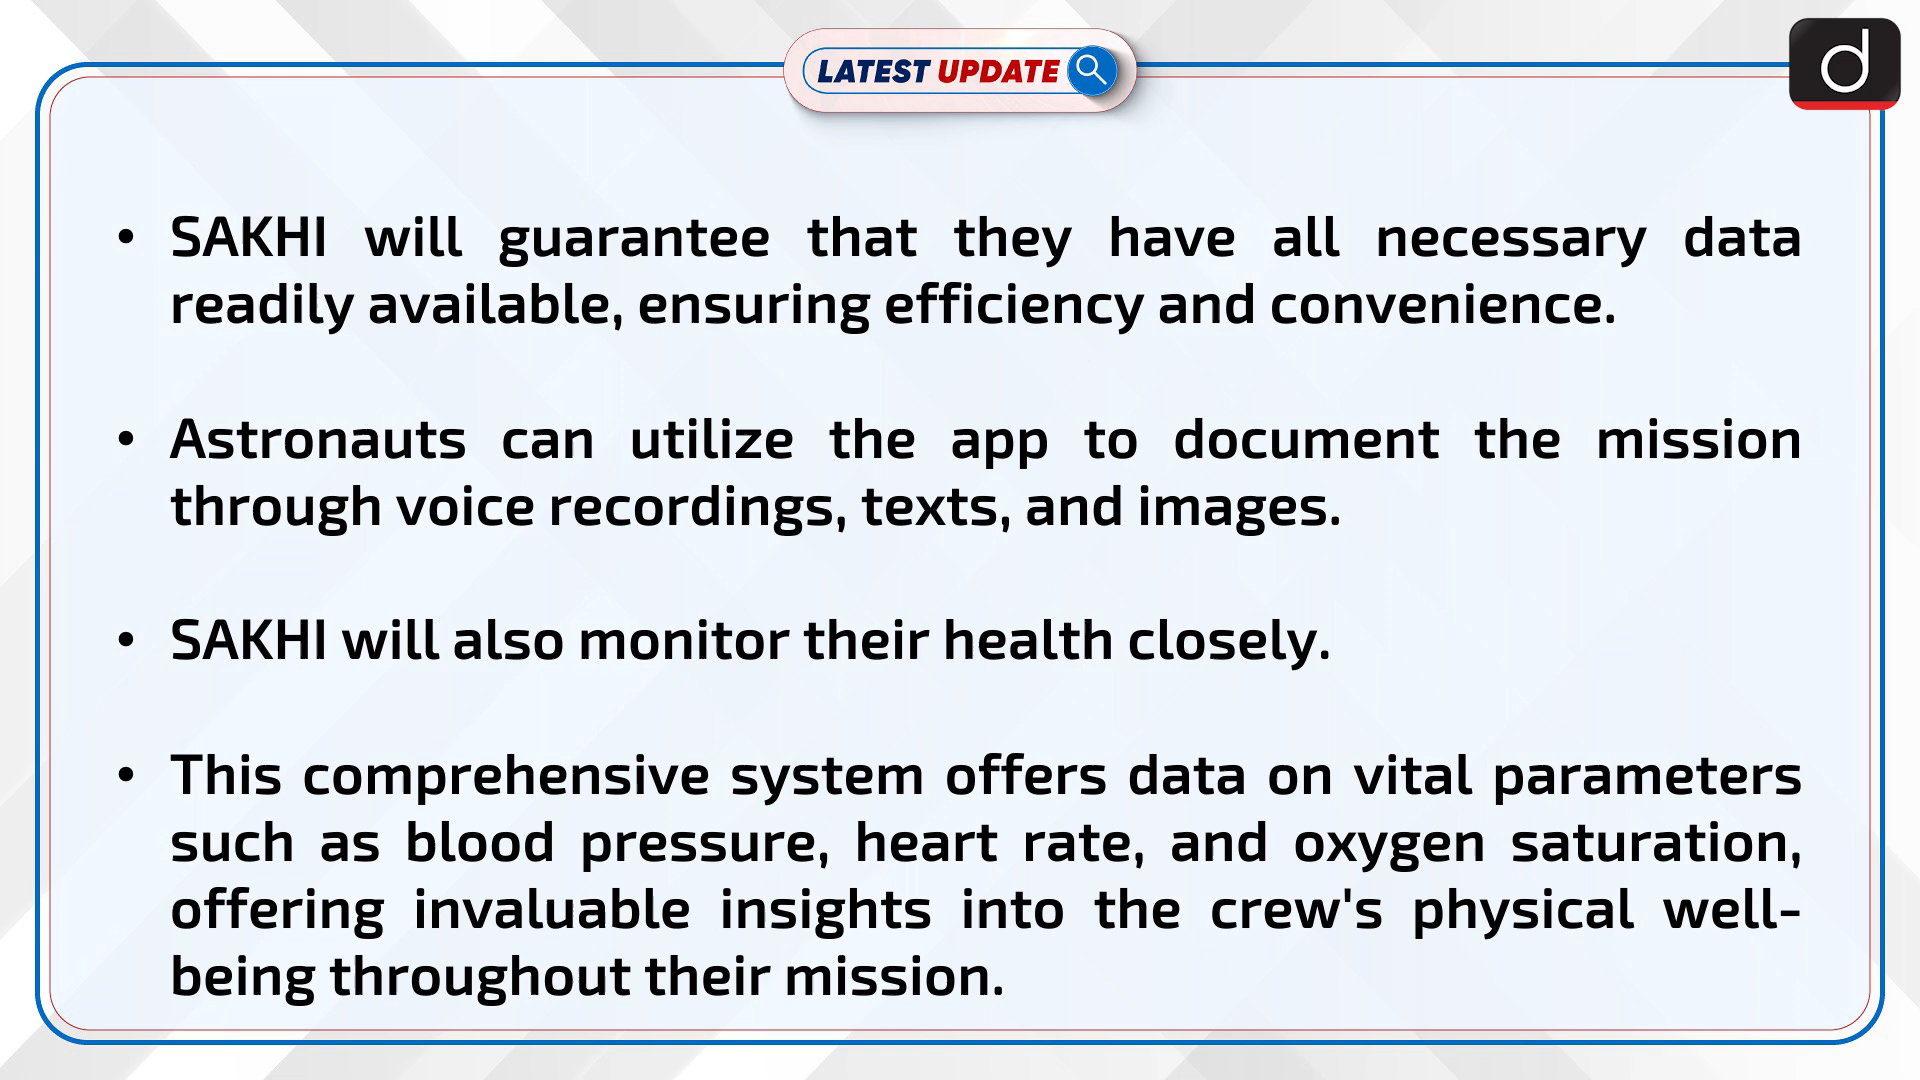 LATEST UPDATE
d
• SAKHI will guarantee that they have all necessary data
readily available, ensuring efficiency and convenience.
• Astronauts can utilize the app to document the mission
through voice recordings, texts, and images.
• SAKHI will also monitor their health closely.
• This comprehensive system offers data on vital parameters
such as blood pressure, heart rate, and oxygen saturation,
offering invaluable insights into the crew's physical well-
being throughout their mission.